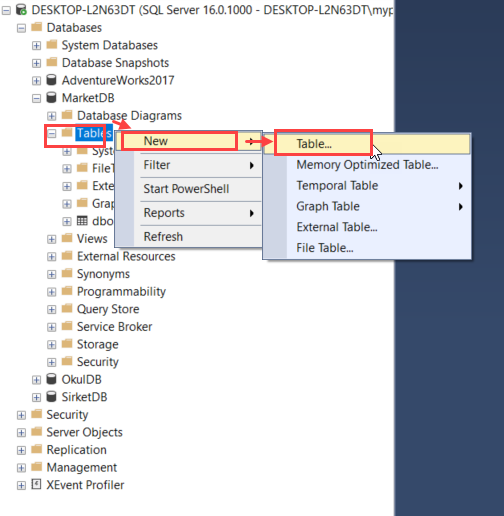 DESKTOP-L2N63DT (SQL Server 16.0.1000 - DESKTOP-L2N63DT\myp
Databases
System Databases
Database Snapshots
AdventureWorks2017
MarketDB
Database Diagrams
Tables
New
Table...
Syst
Memory Optimized Table...
FileT
Filter
Temporal Table
Exte
Start PowerShell
Graph Table
Grap
Reports
External Table...
dbo
Refresh
File Table...
Views
External Resources
Synonyms
Programmability
Query Store
Service Broker
Storage
Security
OkulDB
SirketDB
Security
Server Objects
Replication
Management
XEvent Profiler